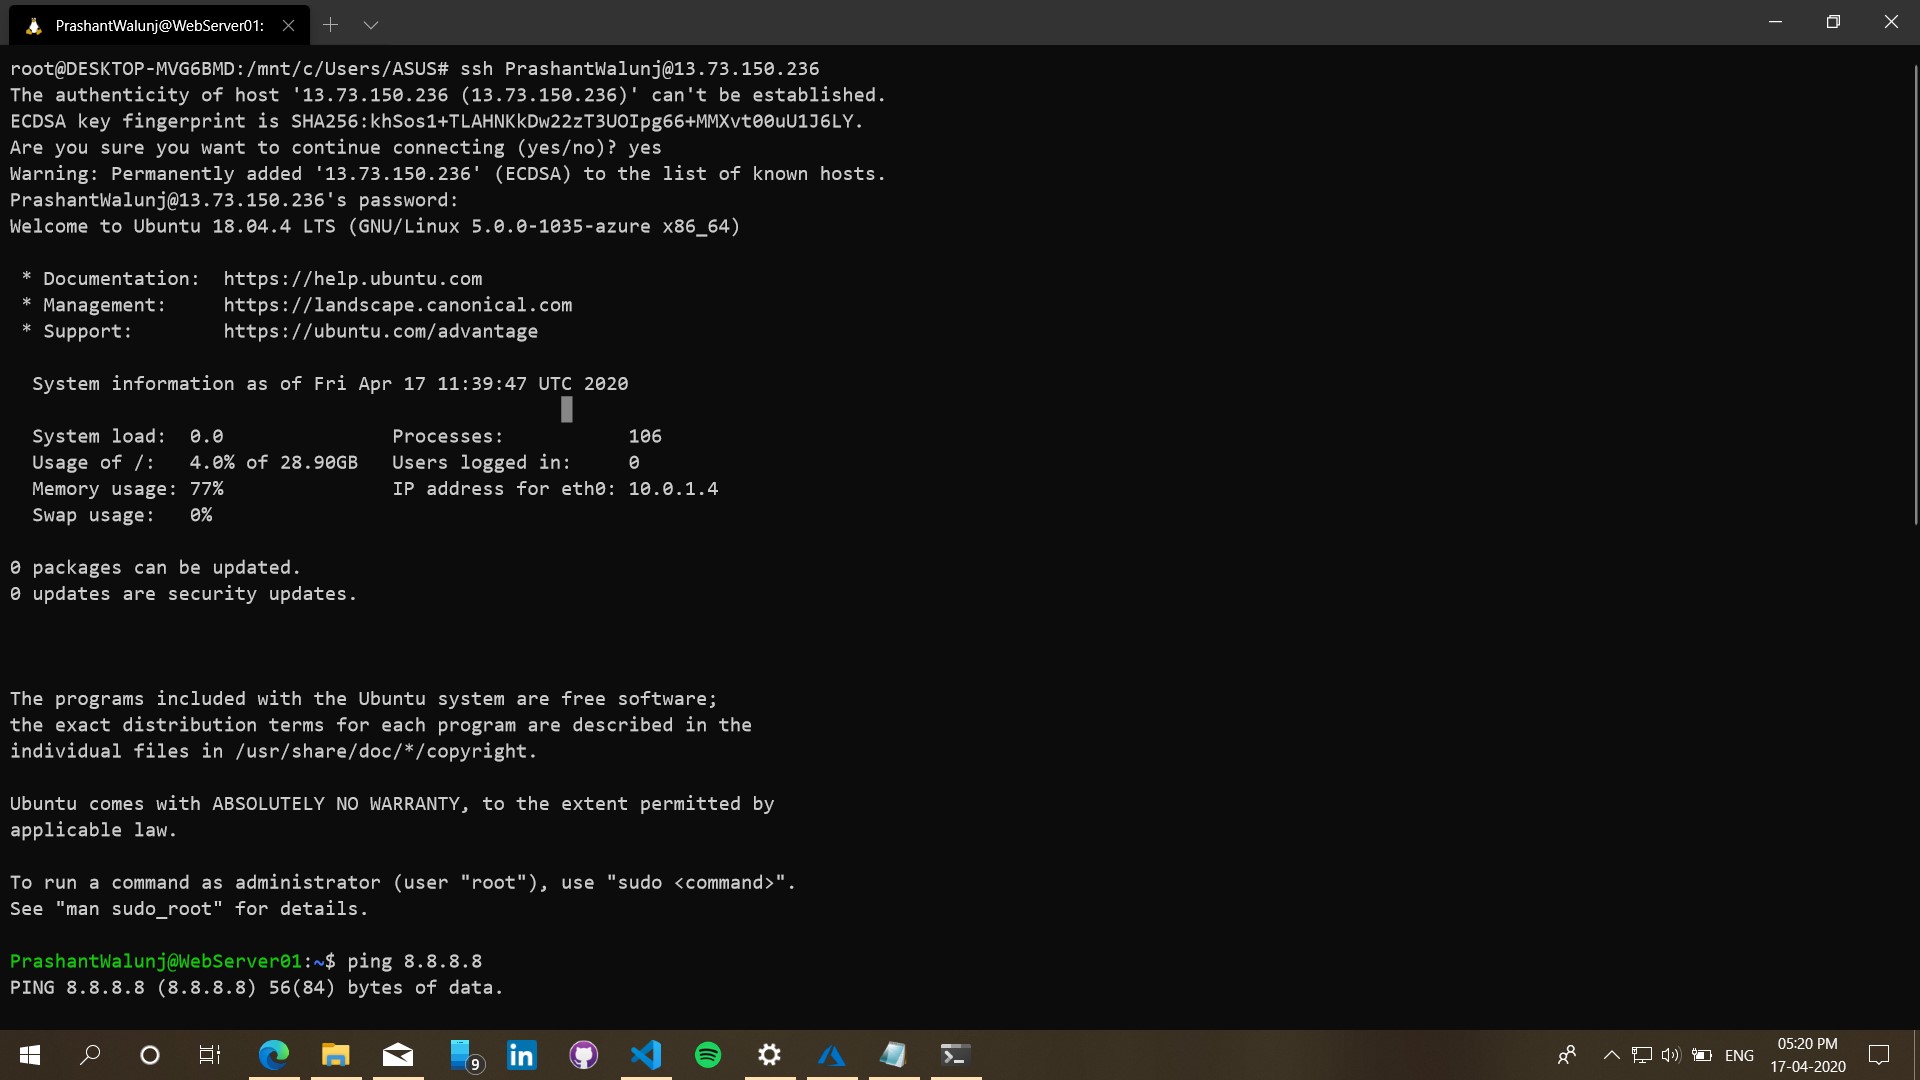 PrashantWalunj@WebServer01:
root@DESKTOP-MVG6BMD:/mnt/c/Users/ASUS# ssh PrashantWalunj@13.73.150.236
The authenticity of host '13.73.150.236 (13.73.150.236)' can't be established.
ECDSA key fingerprint is SHA256:khSos1+TLAHNKkDw22zT3UOIpg66+MMXvt00uU1J6LY.
Are you sure you want to continue connecting (yes/no)? yes
Warning: Permanently added '13.73.150.236' (ECDSA) to the list of known hosts.
PrashantWalunj@13.73.150.236's password:
Welcome to Ubuntu 18.04.4 LTS (GNU/Linux 5.0.0-1035-azure x86_64)
* Documentation:  https://help.ubuntu.com
* Management:     https://landscape.canonical.com
* Support:        https://ubuntu.com/advantage
System information as of Fri Apr 17 11:39:47 UTC 2020
System load:  0.0               Processes:           106
Usage of /:   4.0% of 28.90GB   Users logged in:     0
Memory usage: 77%               IP address for eth0: 10.0.1.4
Swap usage:   0%
0 packages can be updated.
0 updates are security updates.
The programs included with the Ubuntu system are free software;
the exact distribution terms for each program are described in the
individual files in /usr/share/doc/*/copyright.
Ubuntu comes with ABSOLUTELY NO WARRANTY, to the extent permitted by
applicable law.
To run a command as administrator (user "root"), use "sudo <command>".
See "man sudo_root" for details.
PrashantWalunj@WebServer01:~$ ping 8.8.8.8
PING 8.8.8.8 (8.8.8.8) 56(84) bytes of data.
9
in
ENG
05:20 PM
17-04-2020